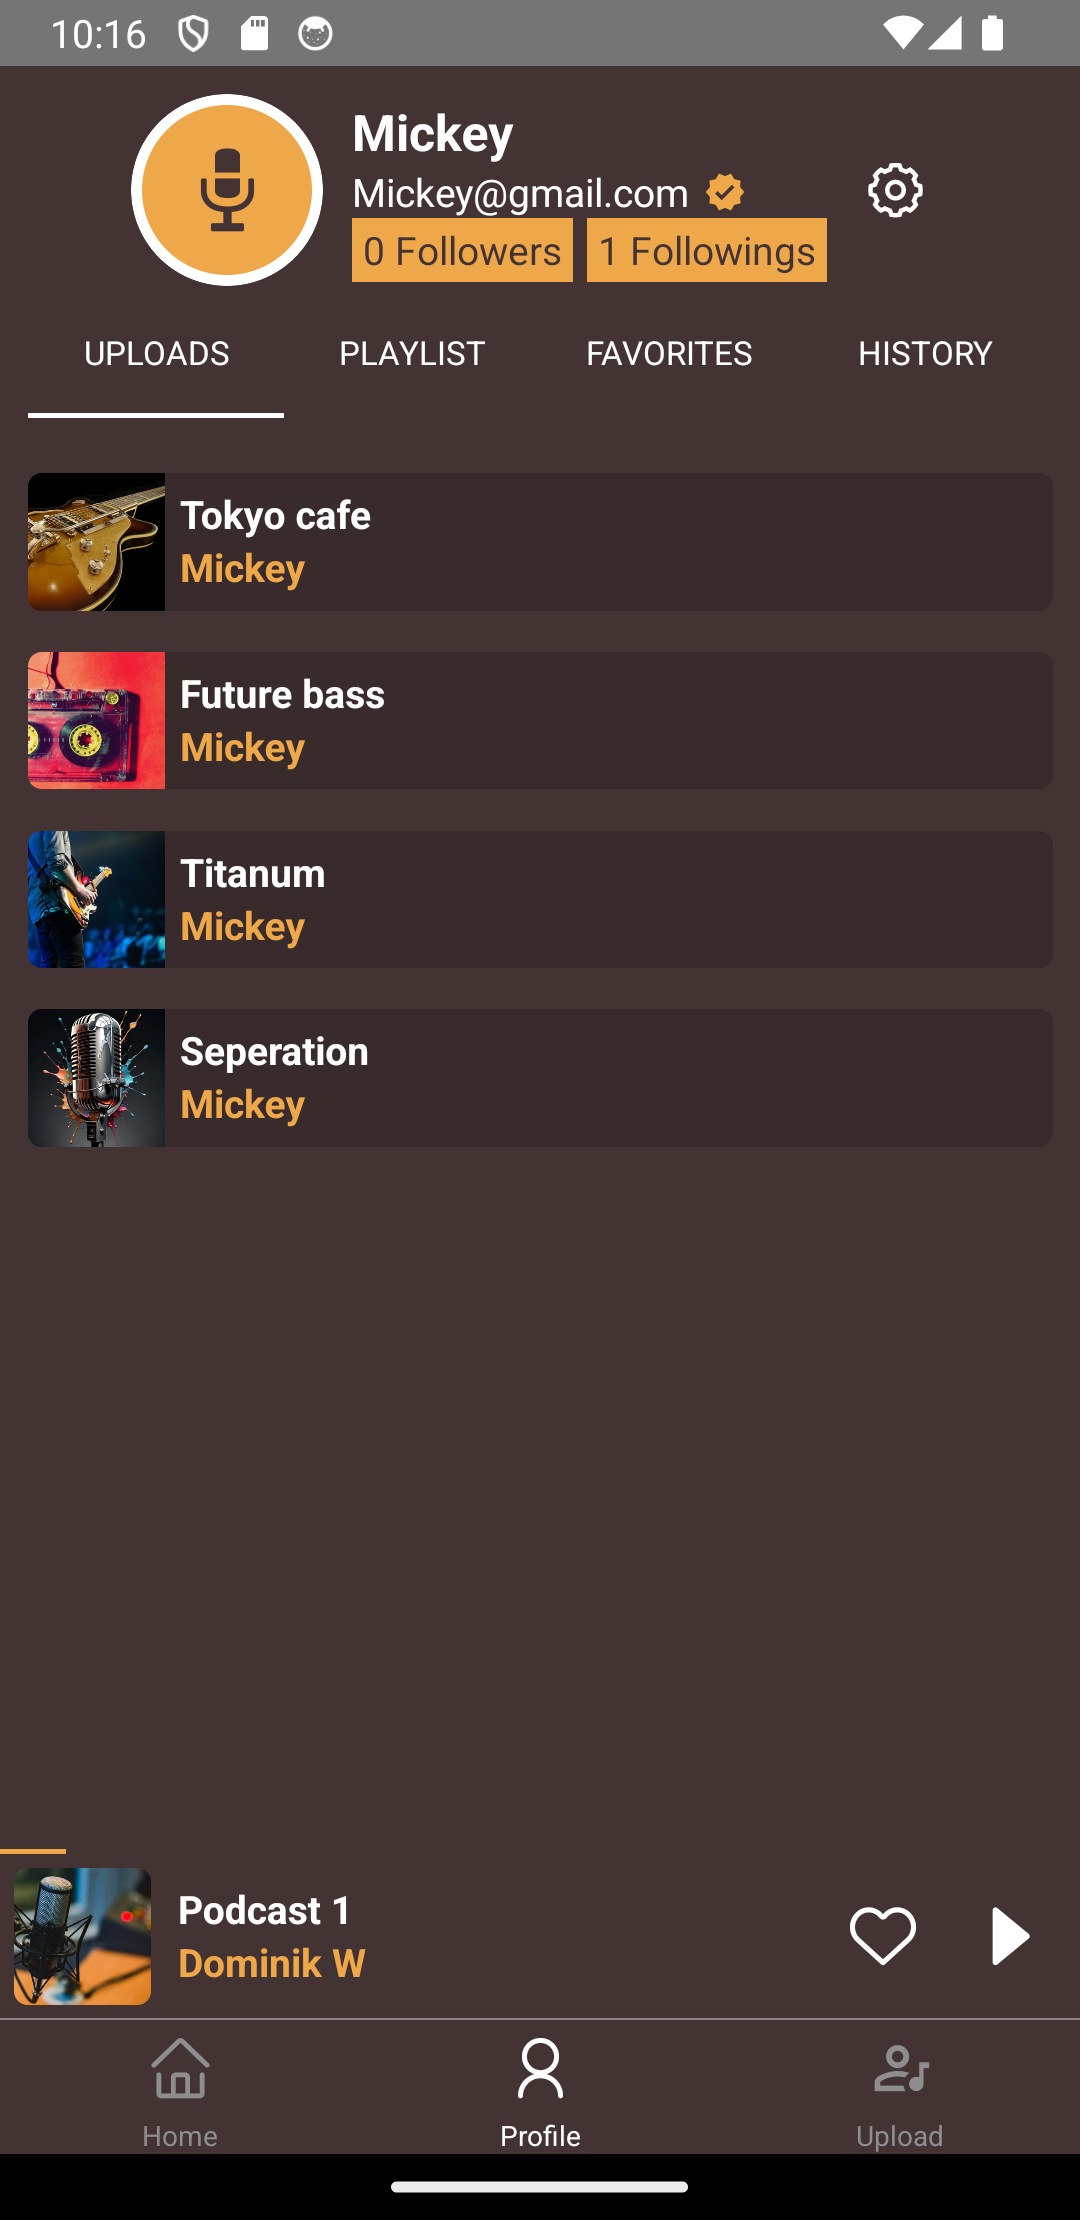 10:16
Mickey
Mickey@gmail.com
0 Followers 1 Followings
UPLOADS PLAYLIST FAVORITES HISTORY
Tokyo cafe
Mickey
Future bass
Mickey
Titanum
Mickey
Seperation
Mickey
Podcast 1
Dominik W
Home Profile Upload